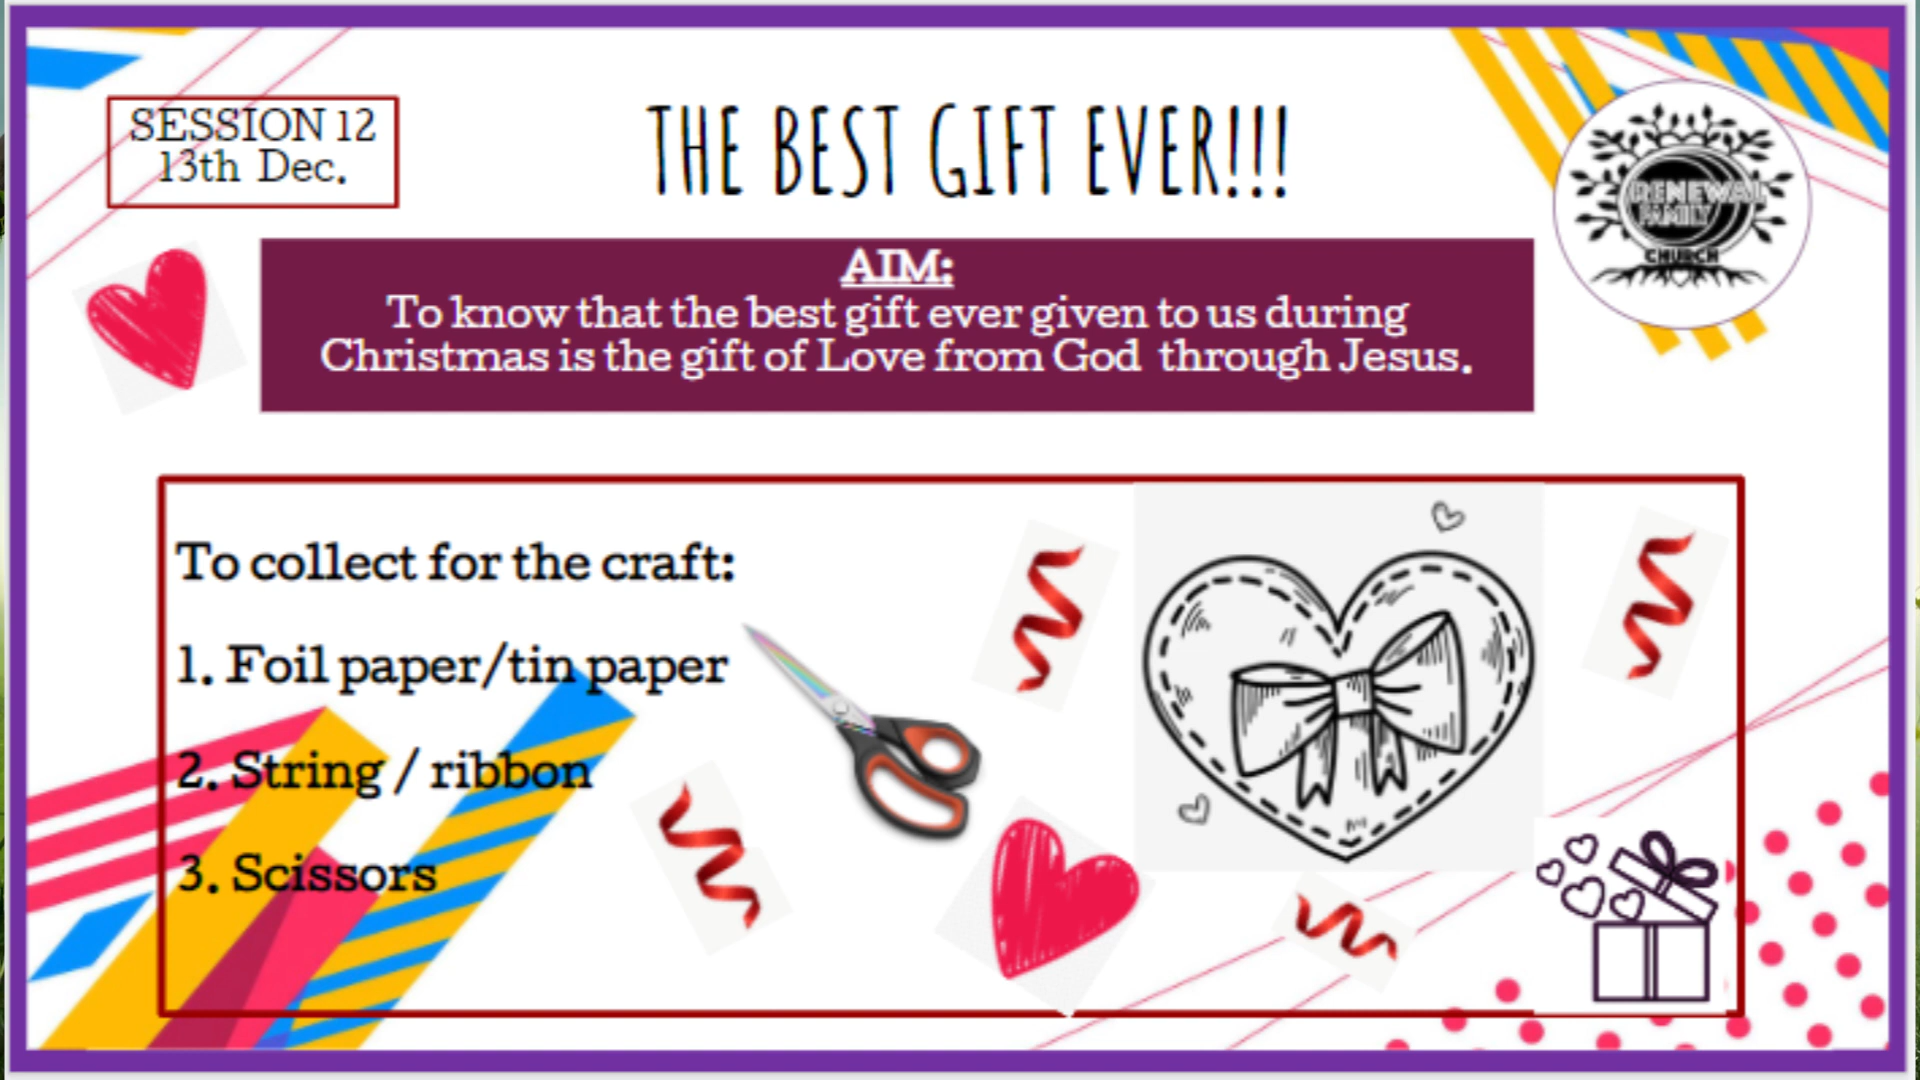 SESSION 12
13th Dec.
THE BEST GIFT EVER!!!
RENEWAL
FAMILY
CHURCH
AIM:
To know that the best gift ever given to us during
Christmas is the gift of Love from God through Jesus.
To collect for the craft:
1. Foil paper/tin paper
2. String / ribbon
3. Scissors